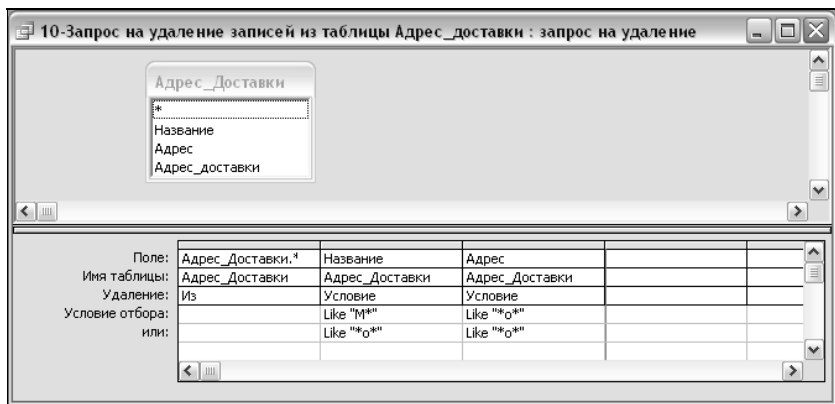 10-Запрос на удаление записей из таблицы Адрес_доставки : запрос на удаление
Адрес_Доставки
*
Название
Адрес
Адрес_доставки
Поле: Адрес_Доставки.* Название Адрес
Имя таблицы: Адрес_Доставки Адрес_Доставки Адрес_Доставки
Удаление: Из Условие Условие
Условие отбора: Like "М*" Like "*о*"
или: Like "*о*" Like "*о*"